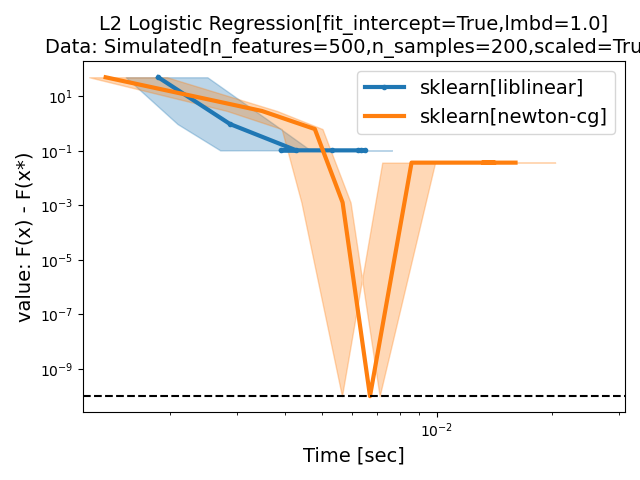 L2 Logistic Regression[fit_intercept=True,lmbd=1.0]
Data: Simulated[n_features=500,n_samples=200,scaled=Tru
sklearn[liblinear]
sklearn[newton-cg]
value: F(x) - F(x*)
10¹
10⁻¹
10⁻³
10⁻⁵
10⁻⁷
10⁻⁹
10⁻²
Time [sec]